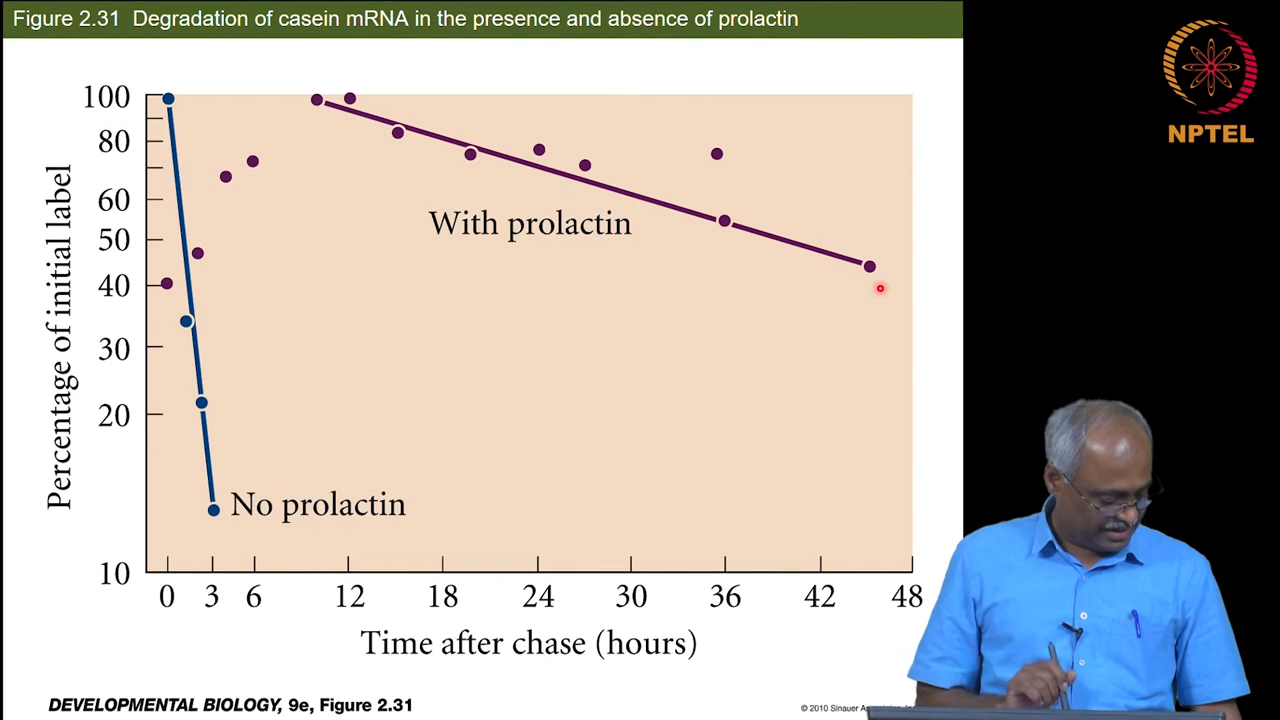 Figure 2.31 Degradation of casein mRNA in the presence and absence of prolactin
NPTEL
100
80
60
50
40
30
20
10
Percentage of initial label
With prolactin
No prolactin
0 3 6 12 18 24 30 36 42 48
Time after chase (hours)
DEVELOPMENTAL BIOLOGY, 9e, Figure 2.31
© 2010 Sinauer